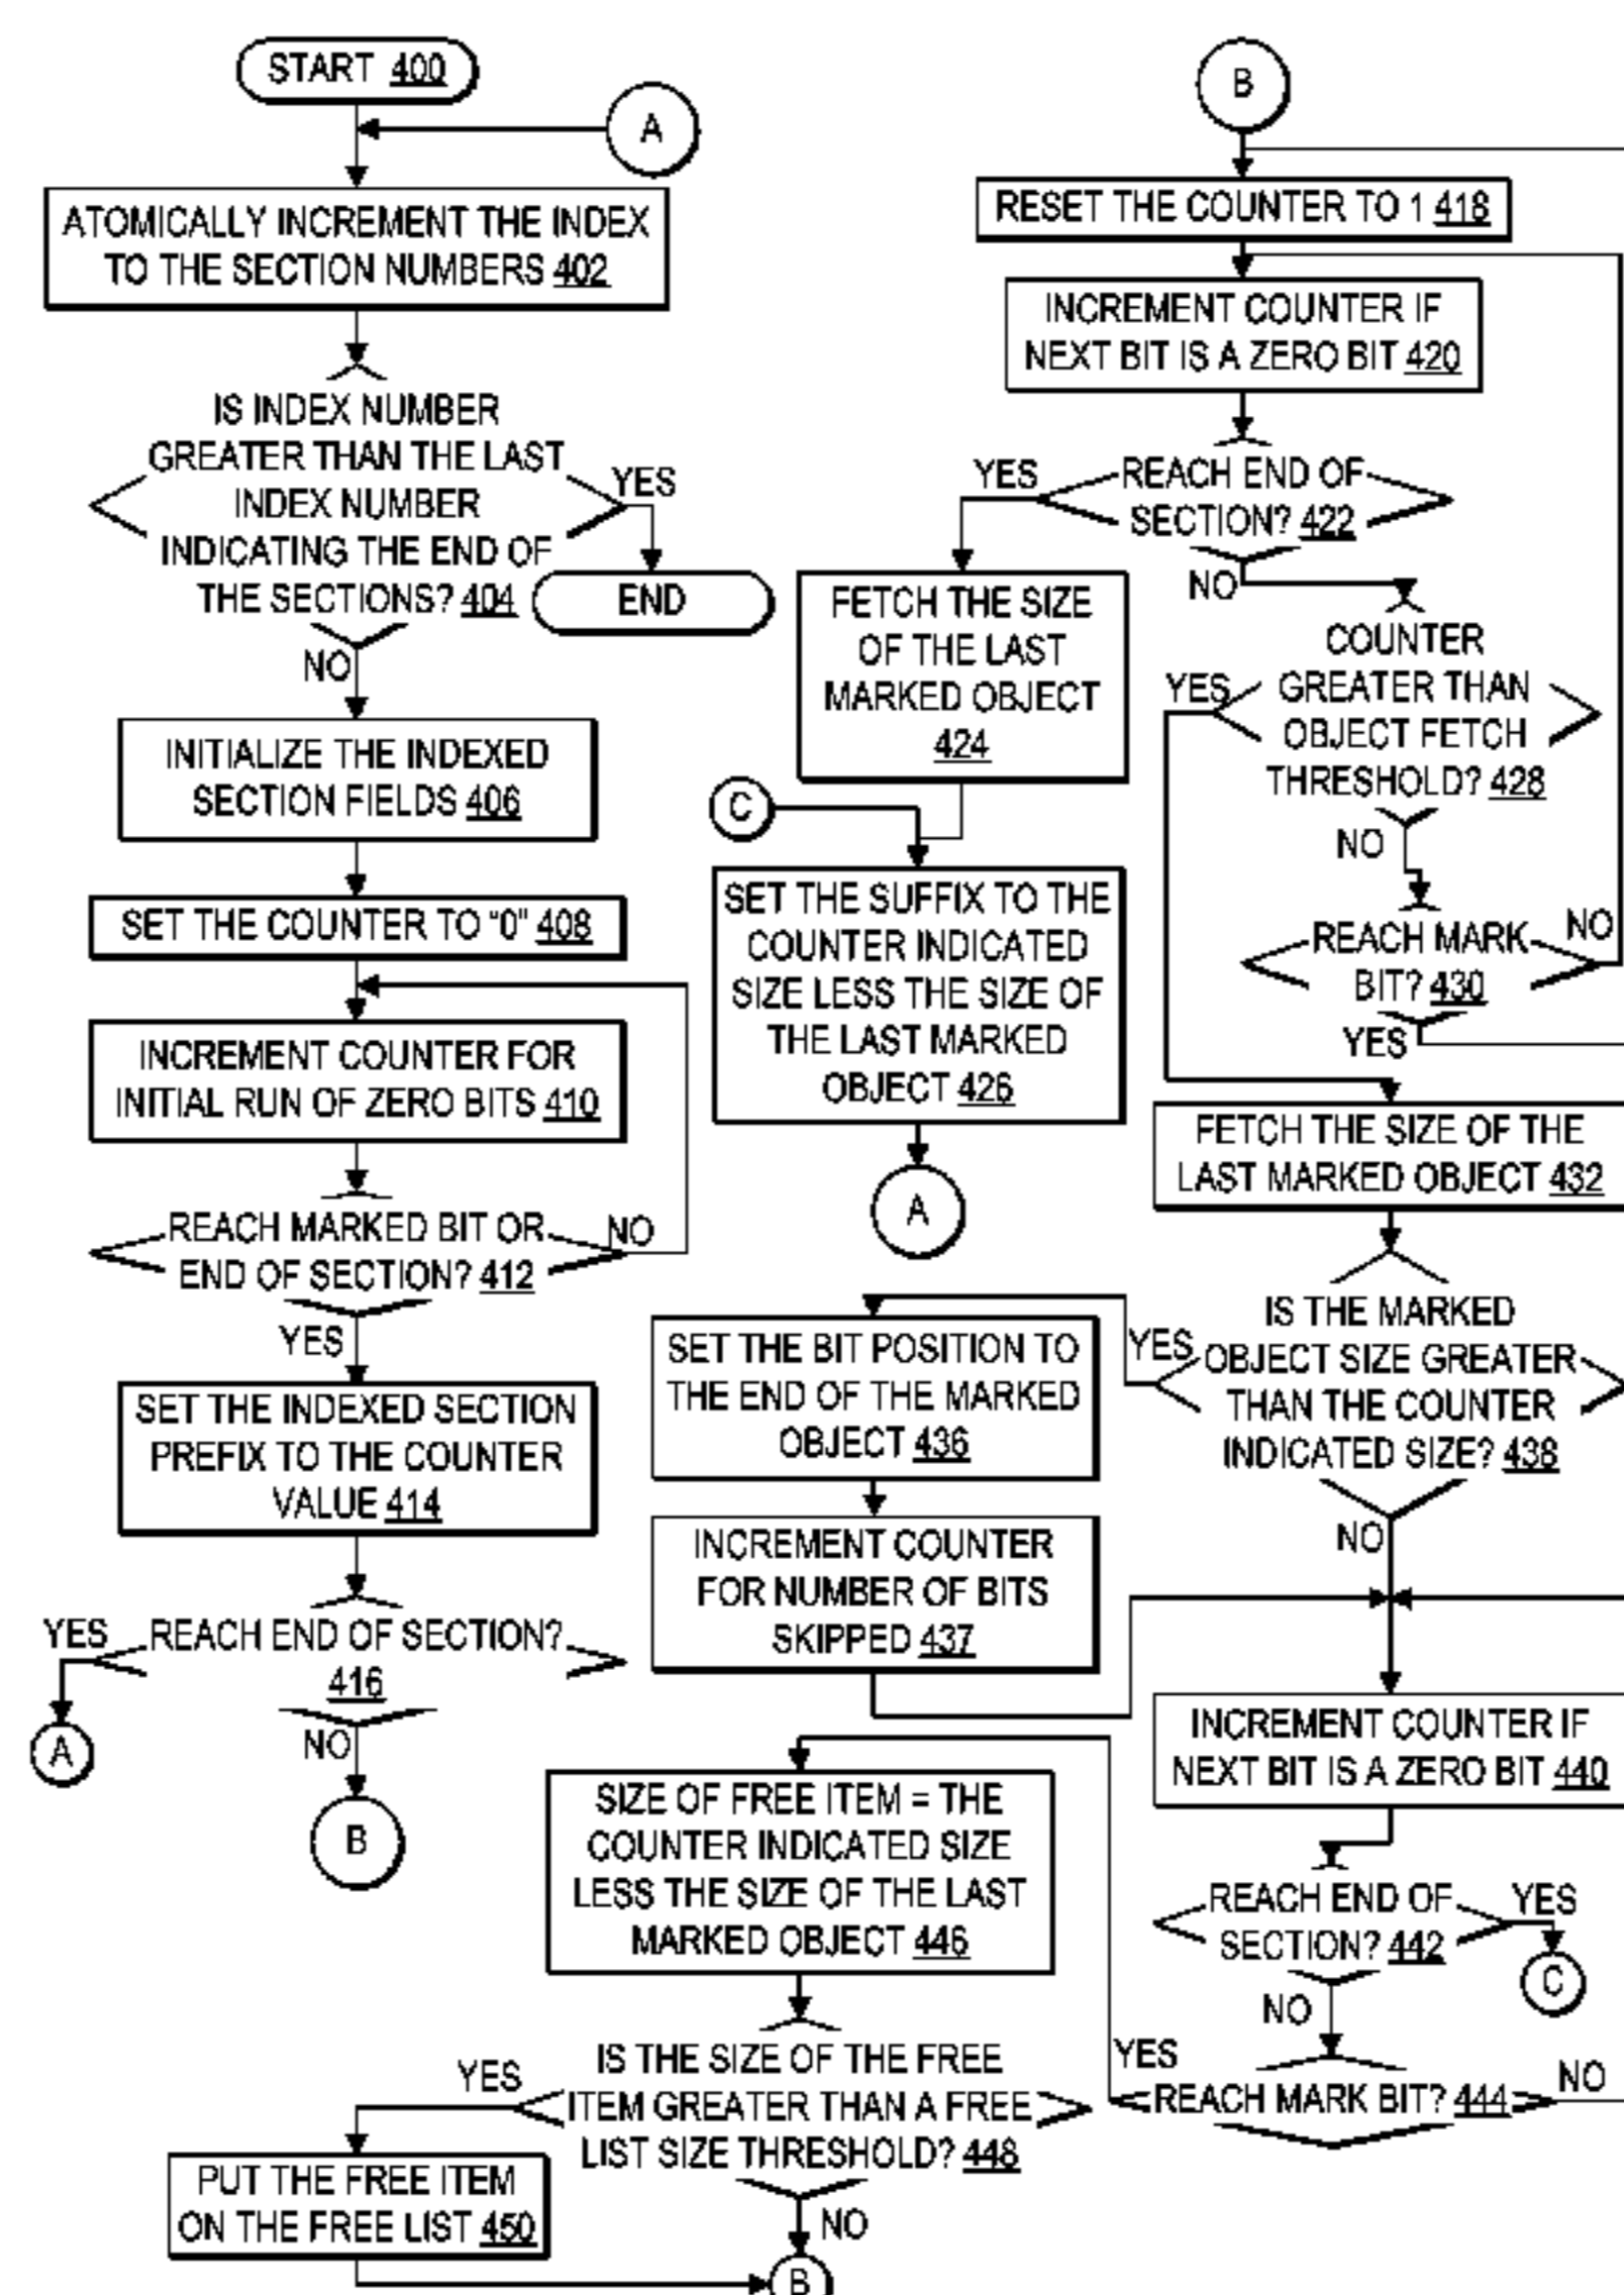 START 400
A
ATOMICALLY INCREMENT THE INDEX
TO THE SECTION NUMBERS 402
IS INDEX NUMBER
GREATER THAN THE LAST
INDEX NUMBER
INDICATING THE END OF
THE SECTIONS? 404
YES
END
NO
INITIALIZE THE INDEXED
SECTION FIELDS 406
SET THE COUNTER TO "0" 408
INCREMENT COUNTER FOR
INITIAL RUN OF ZERO BITS 410
REACH MARKED BIT OR
END OF SECTION? 412
NO
YES
SET THE INDEXED SECTION
PREFIX TO THE COUNTER
VALUE 414
REACH END OF SECTION?
416
YES
A
NO
B
B
RESET THE COUNTER TO 1 418
INCREMENT COUNTER IF
NEXT BIT IS A ZERO BIT 420
REACH END OF
SECTION? 422
YES
NO
FETCH THE SIZE
OF THE LAST
MARKED OBJECT
424
C
SET THE SUFFIX TO THE
COUNTER INDICATED
SIZE LESS THE SIZE OF
THE LAST MARKED
OBJECT 426
A
COUNTER
GREATER THAN
OBJECT FETCH
THRESHOLD? 428
YES
NO
REACH MARK
BIT? 430
NO
YES
FETCH THE SIZE OF THE
LAST MARKED OBJECT 432
IS THE MARKED
OBJECT SIZE GREATER
THAN THE COUNTER
INDICATED SIZE? 438
YES
NO
SET THE BIT POSITION TO
THE END OF THE MARKED
OBJECT 436
INCREMENT COUNTER
FOR NUMBER OF BITS
SKIPPED 437
INCREMENT COUNTER IF
NEXT BIT IS A ZERO BIT 440
REACH END OF
SECTION? 442
YES
C
NO
REACH MARK BIT? 444
YES
NO
SIZE OF FREE ITEM = THE
COUNTER INDICATED SIZE
LESS THE SIZE OF THE LAST
MARKED OBJECT 446
IS THE SIZE OF THE FREE
ITEM GREATER THAN A FREE
LIST SIZE THRESHOLD? 448
YES
NO
PUT THE FREE ITEM
ON THE FREE LIST 450
B